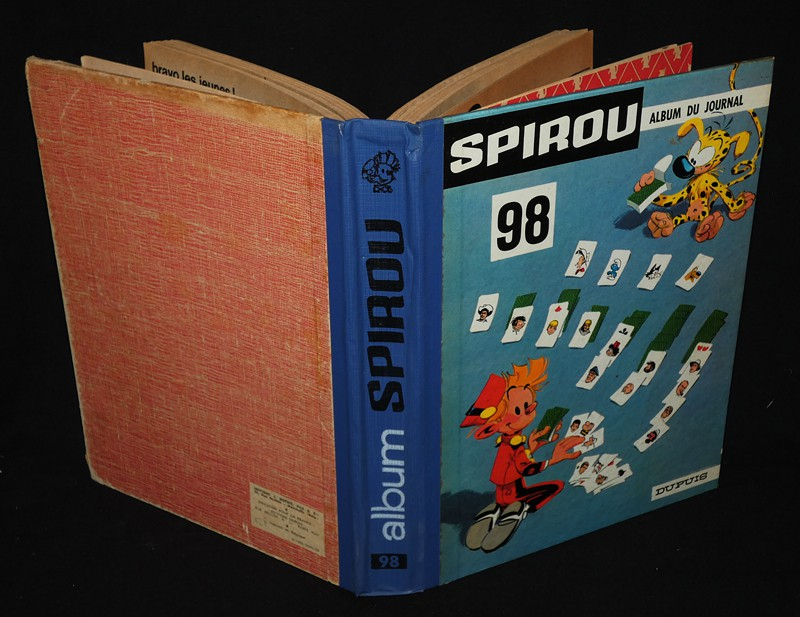 bravo les jeunes !
album SPIROU
98
SPIROU
ALBUM DU JOURNAL
98
DUPUIS